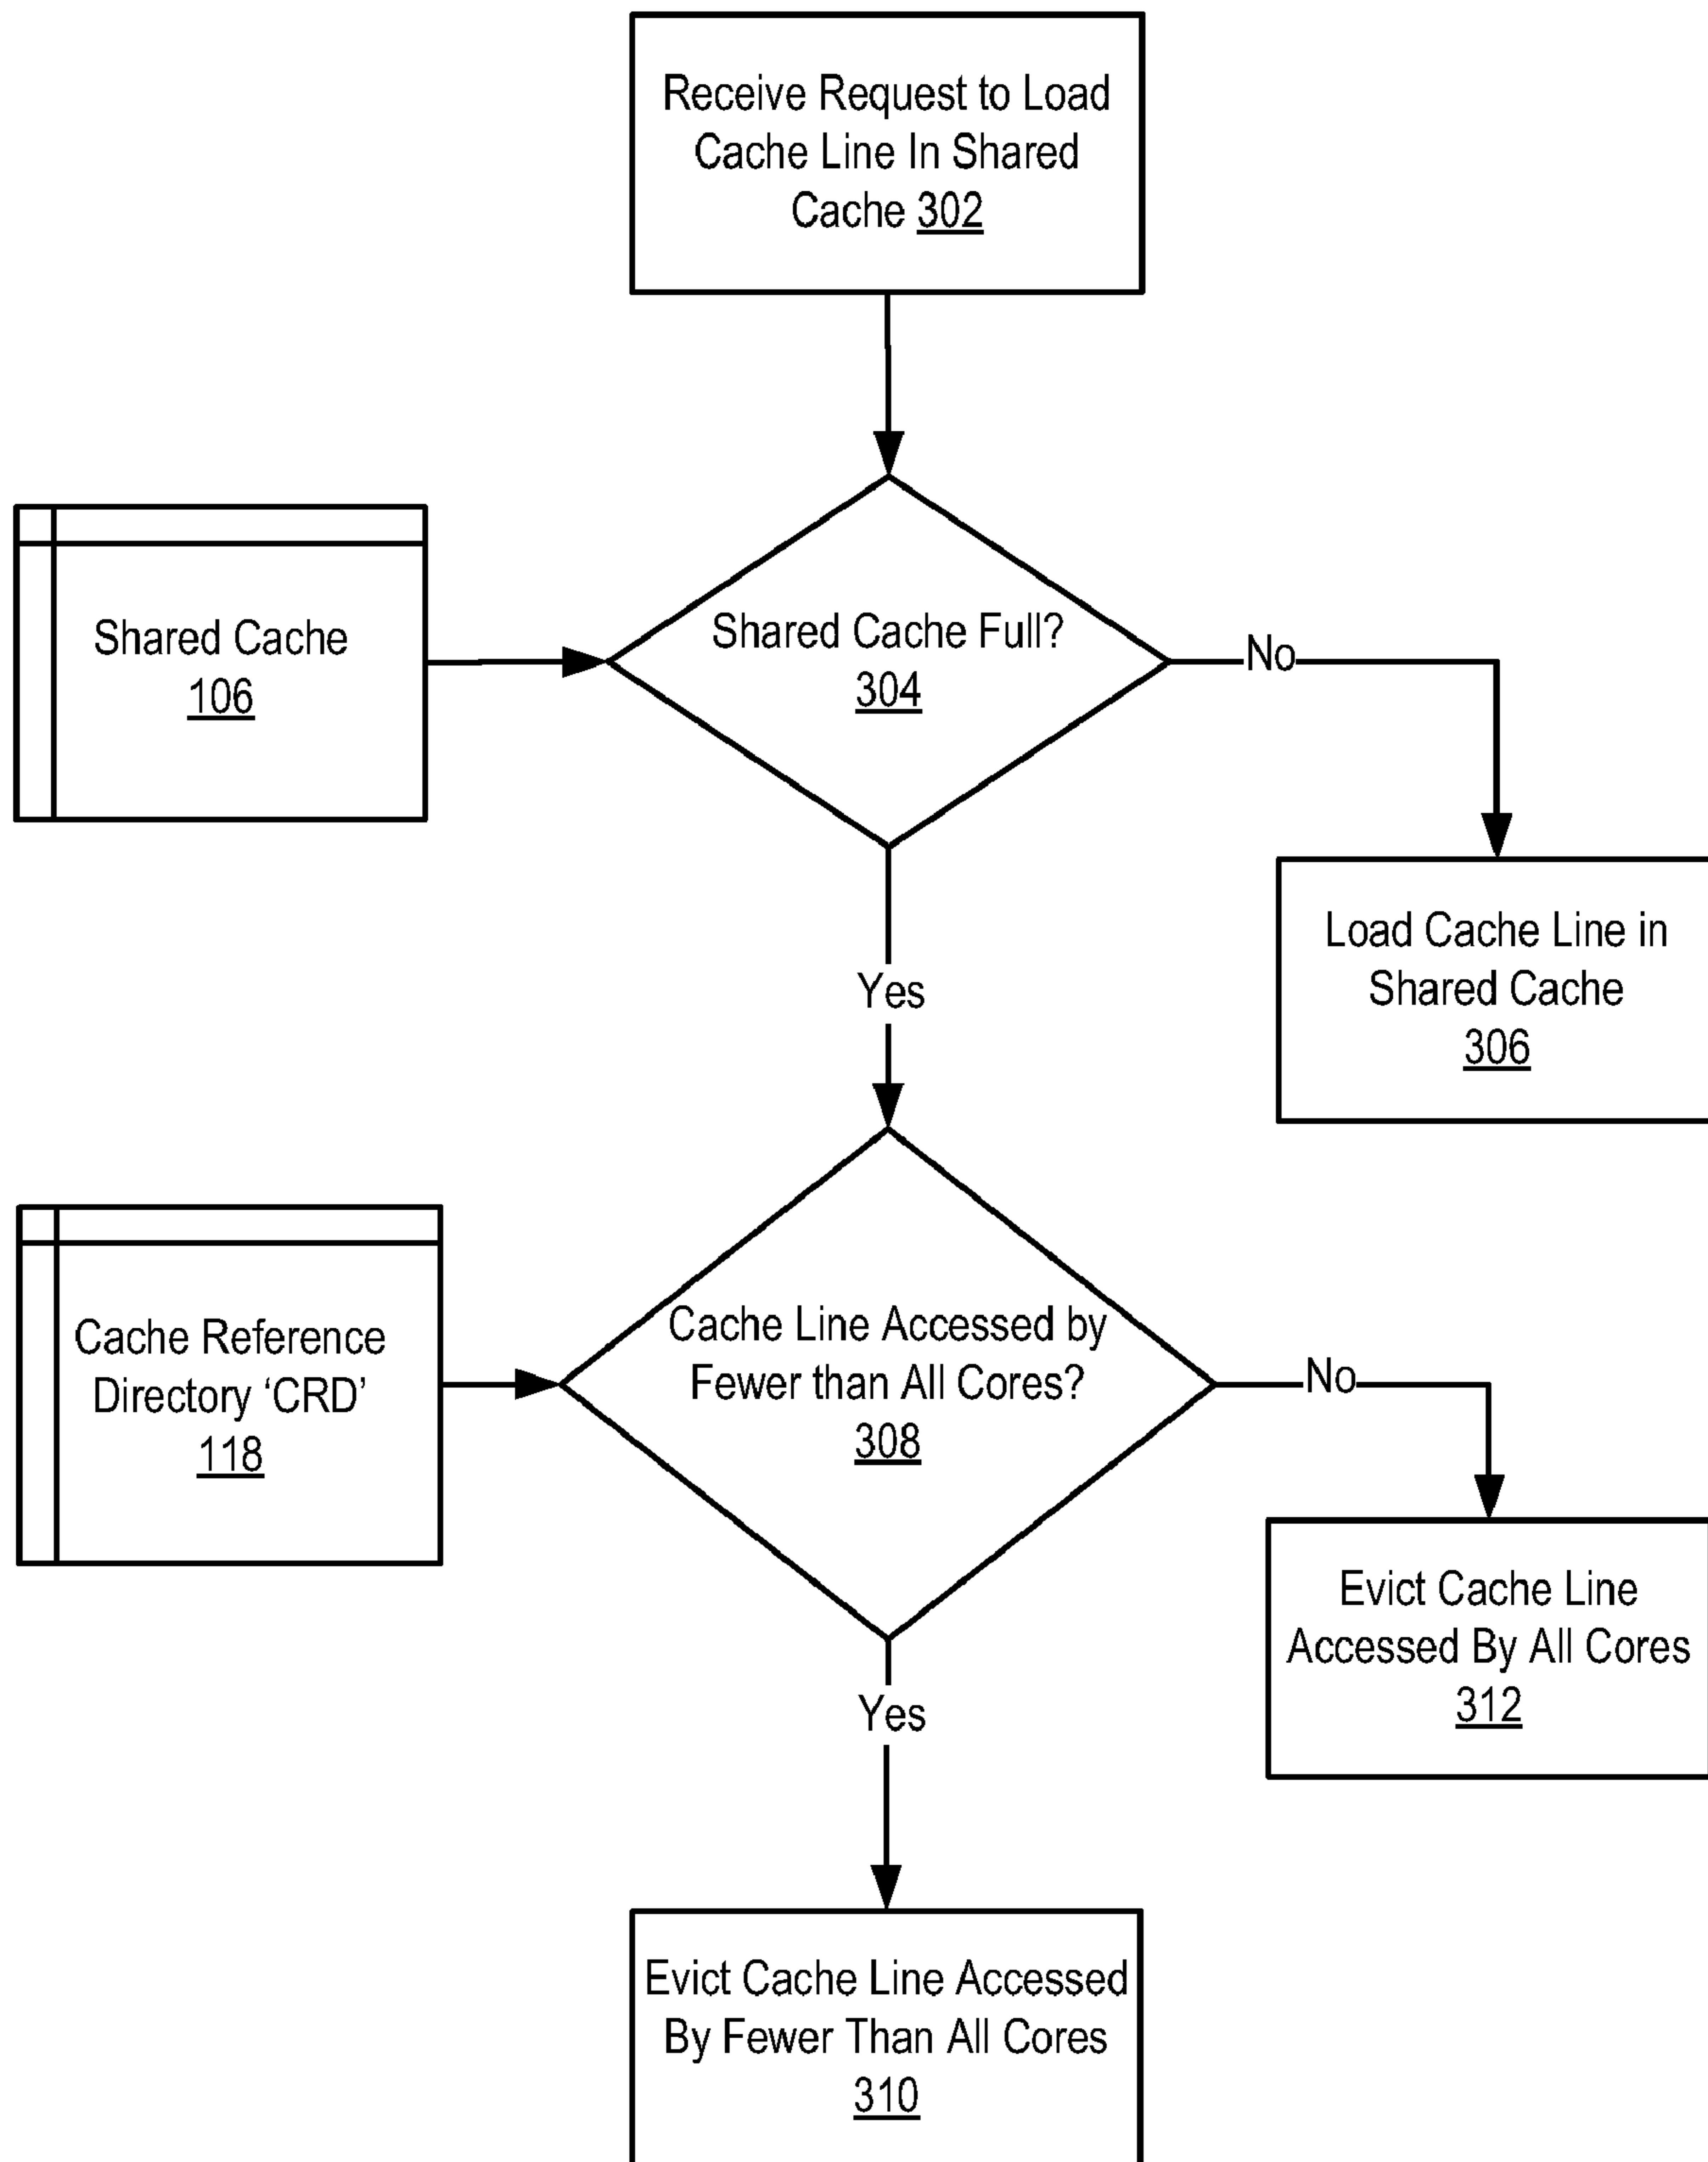 Receive Request to Load
Cache Line In Shared
Cache 302
Shared Cache
106
Shared Cache Full?
304
No
Load Cache Line in
Shared Cache
306
Yes
Cache Reference
Directory ‘CRD’
118
Cache Line Accessed by
Fewer than All Cores?
308
No
Evict Cache Line
Accessed By All Cores
312
Yes
Evict Cache Line Accessed
By Fewer Than All Cores
310